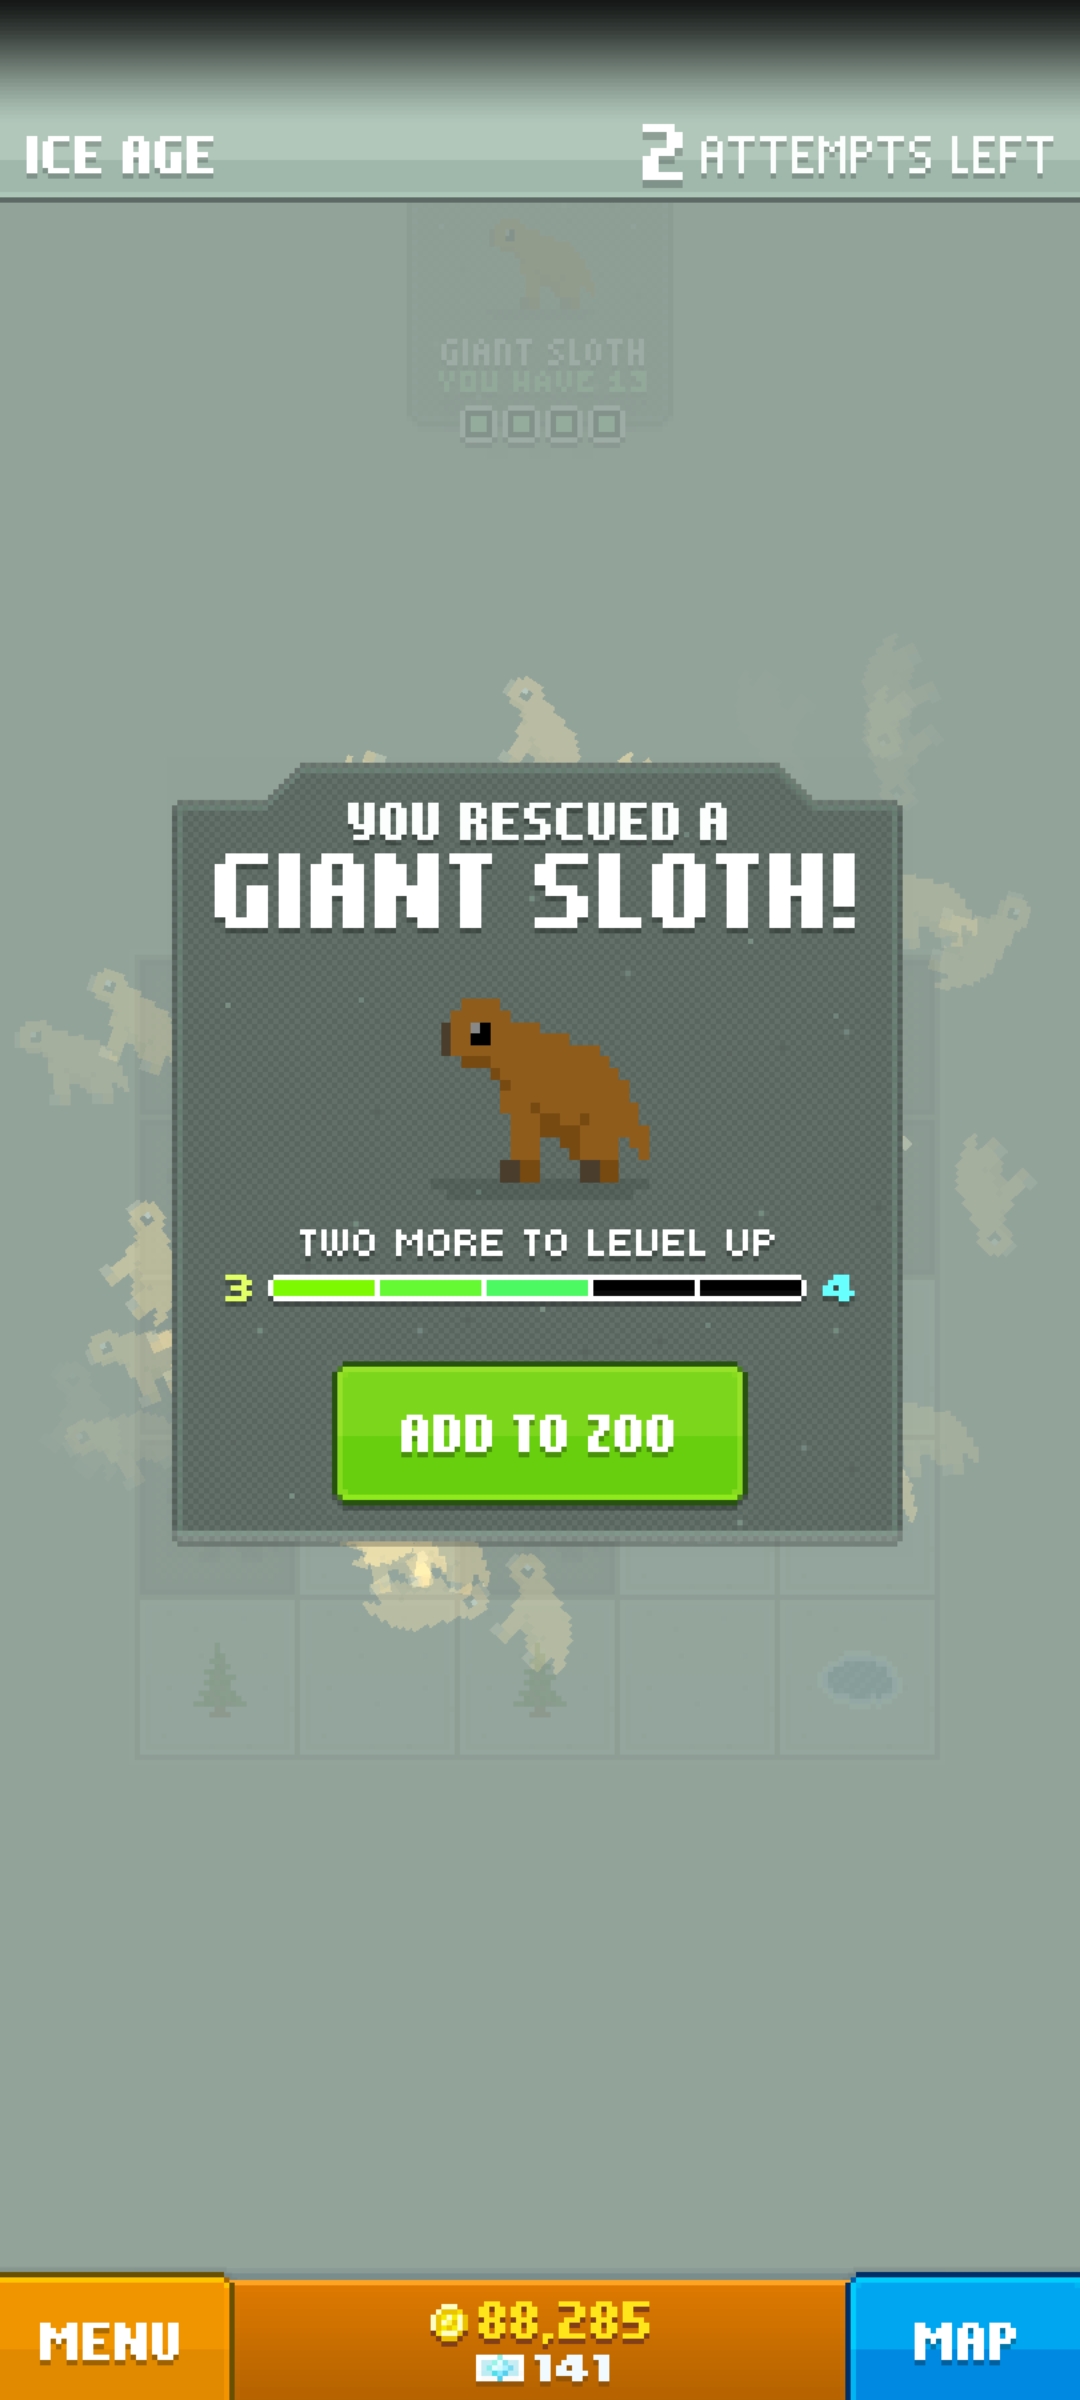 ICE AGE
2 ATTEMPTS LEFT
GIANT SLOTH
YOU HAVE 13
YOU RESCUED A
GIANT SLOTH!
TWO MORE TO LEVEL UP
3 4
ADD TO ZOO
MENU
88,285
141
MAP